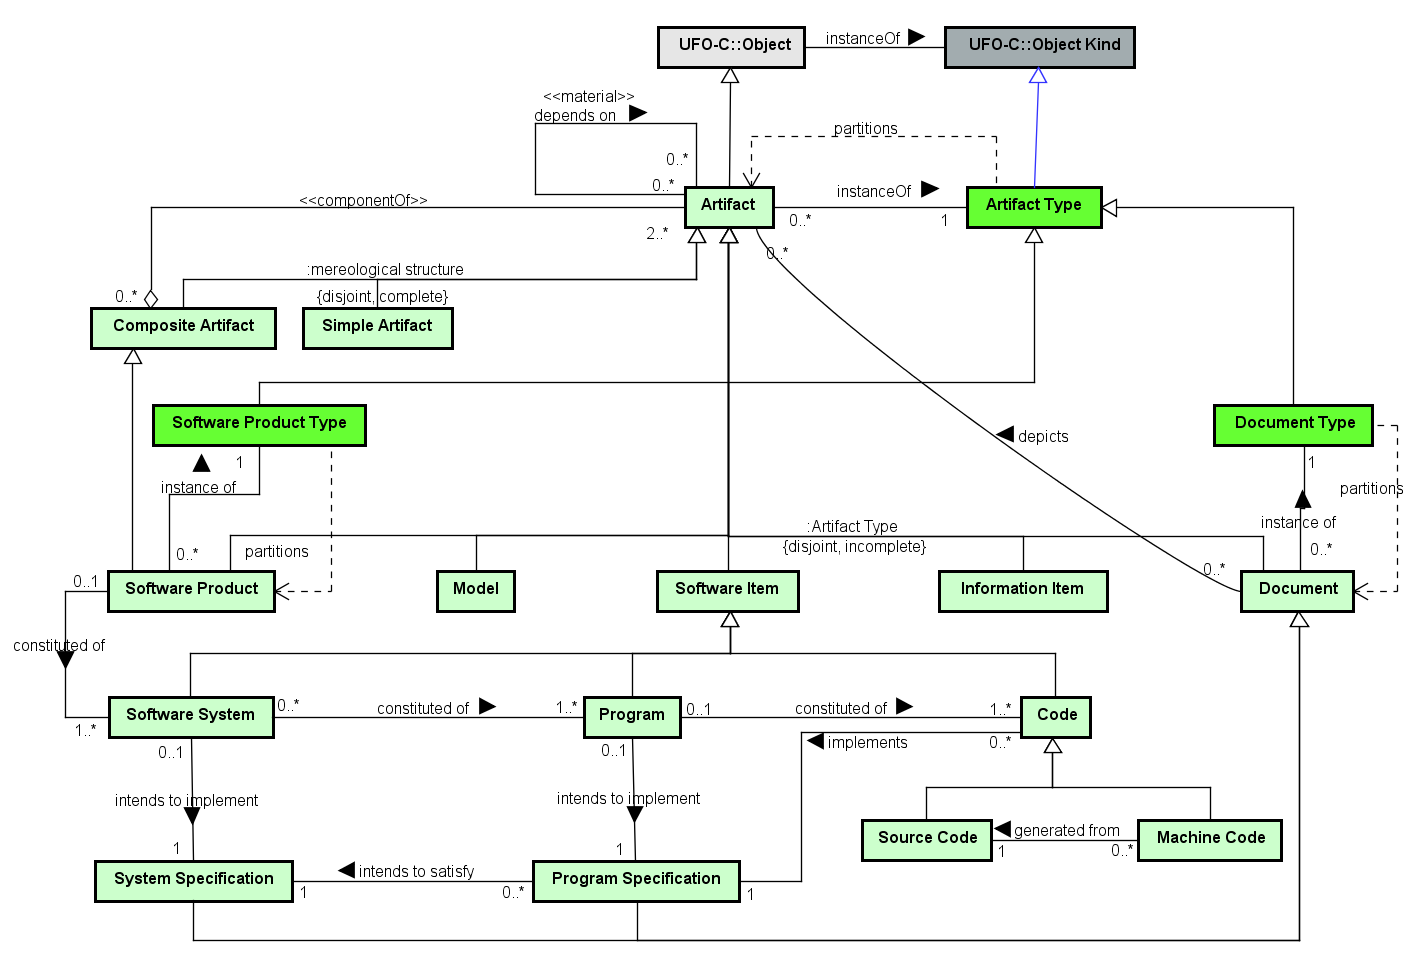 UFO-C::Object
instanceOf
UFO-C::Object Kind
<<material>>
depends on
0..*
0..*
partitions
Artifact
instanceOf
0..*
1
Artifact Type
<<componentOf>>
2..*
0..*
:mereological structure
{disjoint, complete}
0..*
Composite Artifact
Simple Artifact
Software Product Type
1
instance of
0..*
partitions
depicts
Document Type
1
partitions
instance of
0..*
0..*
:Artifact Type
{disjoint, incomplete}
0..1
Software Product
Model
Software Item
Information Item
Document
constituted of
1..*
Software System
0..*
constituted of
1..*
Program
0..1
constituted of
1..*
Code
0..1
0..1
implements
0..*
intends to implement
intends to implement
1
1
Source Code
generated from
1
0..*
Machine Code
System Specification
1
intends to satisfy
0..*
Program Specification
1